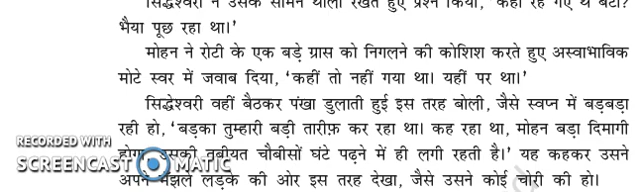 सिद्धेश्वरी ने उसके सामने थाली रखते हुए प्रश्न किया, 'कहाँ रह गए थे बेटा?
भैया पूछ रहा था।'
मोहन ने रोटी के एक बड़े ग्रास को निगलने की कोशिश करते हुए अस्वाभाविक
मोटे स्वर में जवाब दिया, 'कहीं तो नहीं गया था। यहीं पर था।'
सिद्धेश्वरी वहीं बैठकर पंखा डुलाती हुई इस तरह बोली, जैसे स्वप्न में बड़बड़ा
रही हो, 'बड़का तुम्हारी बड़ी तारीफ़ कर रहा था। कह रहा था, मोहन बड़ा दिमागी
RECORDED WITH
होगा उसकी तबीयत चौबीसों घंटे पढ़ने में ही लगी रहती है।' यह कहकर उसने
SCREENCAST MATIC
अपने मँझले लड़के की ओर इस तरह देखा, जैसे उसने कोई चोरी की हो।